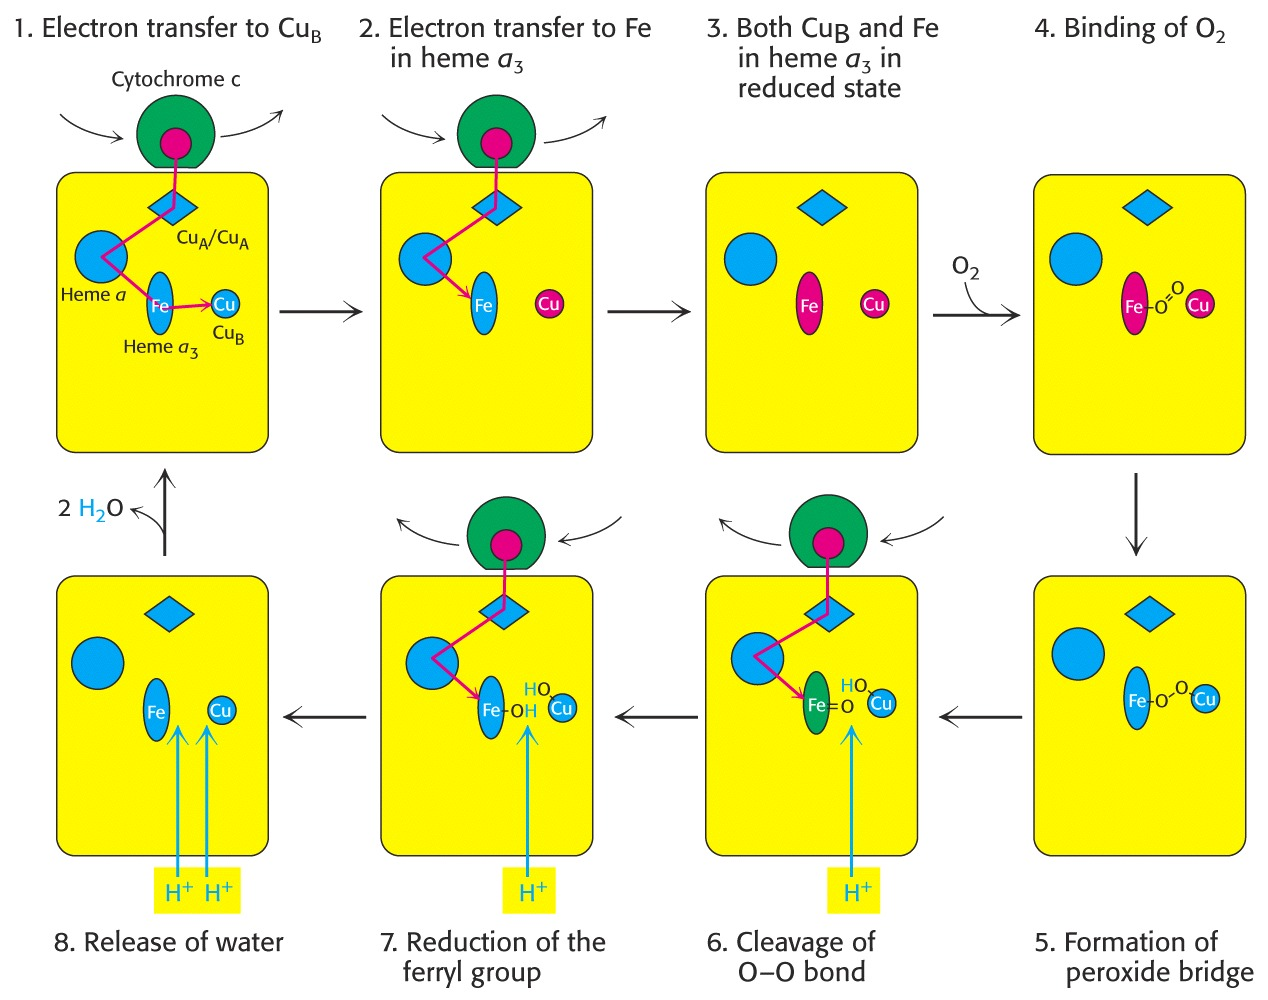 1. Electron transfer to CuB
2. Electron transfer to Fe
in heme a3
3. Both CuB and Fe
in heme a3 in
reduced state
4. Binding of O2
Cytochrome c
CuA/CuA
Heme a
Fe
Cu
CuB
Heme a3
Fe
Cu
Fe
Cu
O2
Fe-O=O
Cu
2 H2O
Fe
Cu
H+ H+
HO
Fe-OH
Cu
H+
HO
Fe=O
Cu
H+
Fe-O-O-Cu
8. Release of water
7. Reduction of the
ferryl group
6. Cleavage of
O–O bond
5. Formation of
peroxide bridge